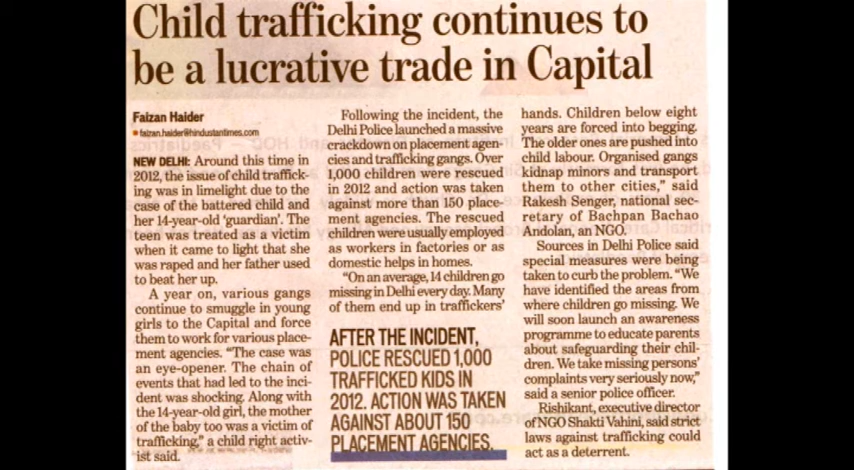 Child trafficking continues to
be a lucrative trade in Capital
Faizan Haider
faizan.haider@hindustantimes.com
NEW DELHI: Around this time in
2012, the issue of child traffick-
ing was in limelight due to the
case of the battered child and
her 14-year-old ‘guardian’. The
teen was treated as a victim
when it came to light that she
was raped and her father used
to beat her up.
A year on, various gangs
continue to smuggle in young
girls to the Capital and force
them to work for various place-
ment agencies. “The case was
an eye-opener. The chain of
events that had led to the inci-
dent was shocking. Along with
the 14-year-old girl, the mother
of the baby too was a victim of
trafficking,” a child right activ-
ist said.
Following the incident, the
Delhi Police launched a massive
crackdown on placement agen-
cies and trafficking gangs. Over
1,000 children were rescued
in 2012 and action was taken
against more than 150 place-
ment agencies. The rescued
children were usually employed
as workers in factories or as
domestic helps in homes.
“On an average, 14 children go
missing in Delhi every day. Many
of them end up in traffickers’
AFTER THE INCIDENT,
POLICE RESCUED 1,000
TRAFFICKED KIDS IN
2012. ACTION WAS TAKEN
AGAINST ABOUT 150
PLACEMENT AGENCIES.
hands. Children below eight
years are forced into begging.
The older ones are pushed into
child labour. Organised gangs
kidnap minors and transport
them to other cities,” said
Rakesh Senger, national sec-
retary of Bachpan Bachao
Andolan, an NGO.
Sources in Delhi Police said
special measures were being
taken to curb the problem. “We
have identified the areas from
where children go missing. We
will soon launch an awareness
programme to educate parents
about safeguarding their chil-
dren. We take missing persons’
complaints very seriously now,”
said a senior police officer.
Rishikant, executive director
of NGO Shakti Vahini, said strict
laws against trafficking could
act as a deterrent.